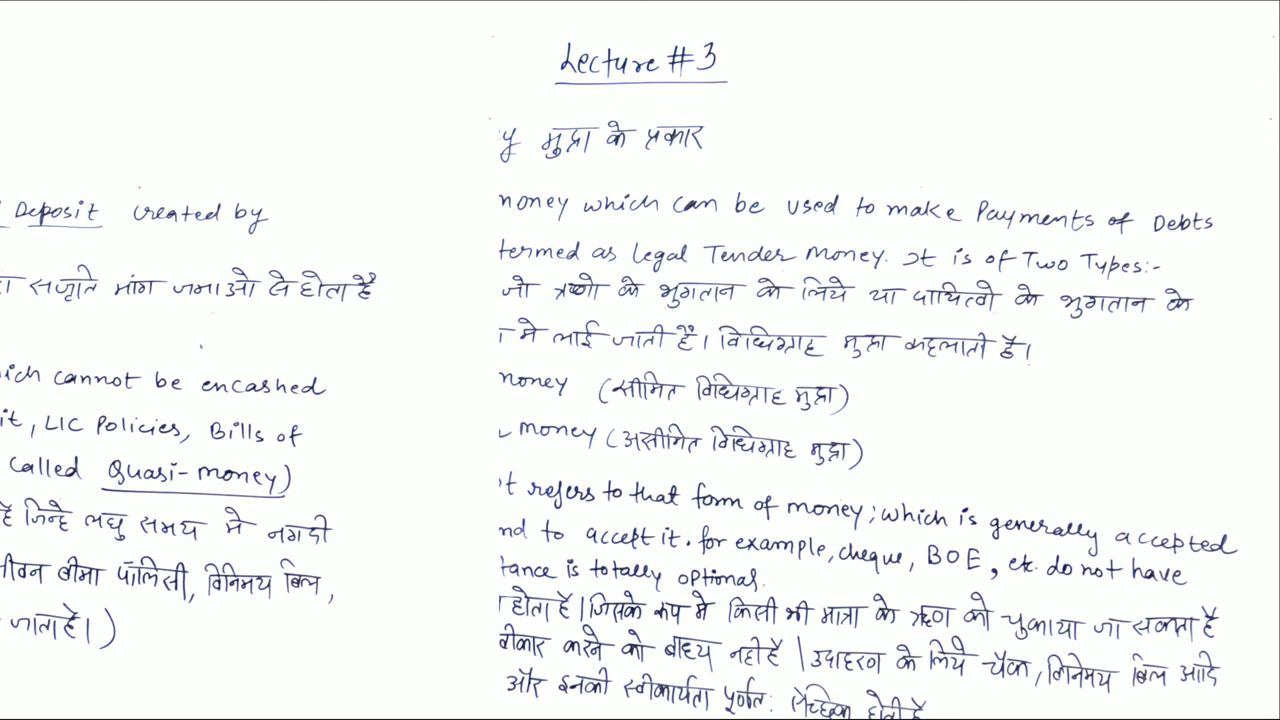 Lecture #3
मुद्रा के प्रकार
money which can be used to make Payments of Debts
termed as Legal Tender Money. It is of Two Types:-
जो ऋणो के भुगतान के लिये या दायित्वो के भुगतान के
मे लाई जाती है। विधिग्राह मुद्रा कहलाती है।
money (सीमित विधिग्राह मुद्रा)
money (असीमित विधिग्राह मुद्रा)
It refers to that form of money; which is generally accepted
nd to accept it. for example, cheque, BOE, etc. do not have
tance is totally optional.
होता है। जिसके रूप मे किसी भी मात्रा के ऋण को चुकाया जा सकता है
वीकार करने को बाध्य नही है। उदाहरण के लिये चैक, विनिमय बिल आदि
और इनकी स्वीकार्यता पूर्णत: ऐच्छिक होती है
Deposit created by
सृजति मांग जमाओ से होता है
ich cannot be encashed
it, LIC Policies, Bills of
called Quasi-money)
है जिन्हे लघु समय मे नगदी
जीवन बीमा पॉलिसी, विनिमय बिल,
जाता है।)